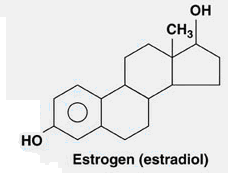 OH
CH₃
HO
Estrogen (estradiol)